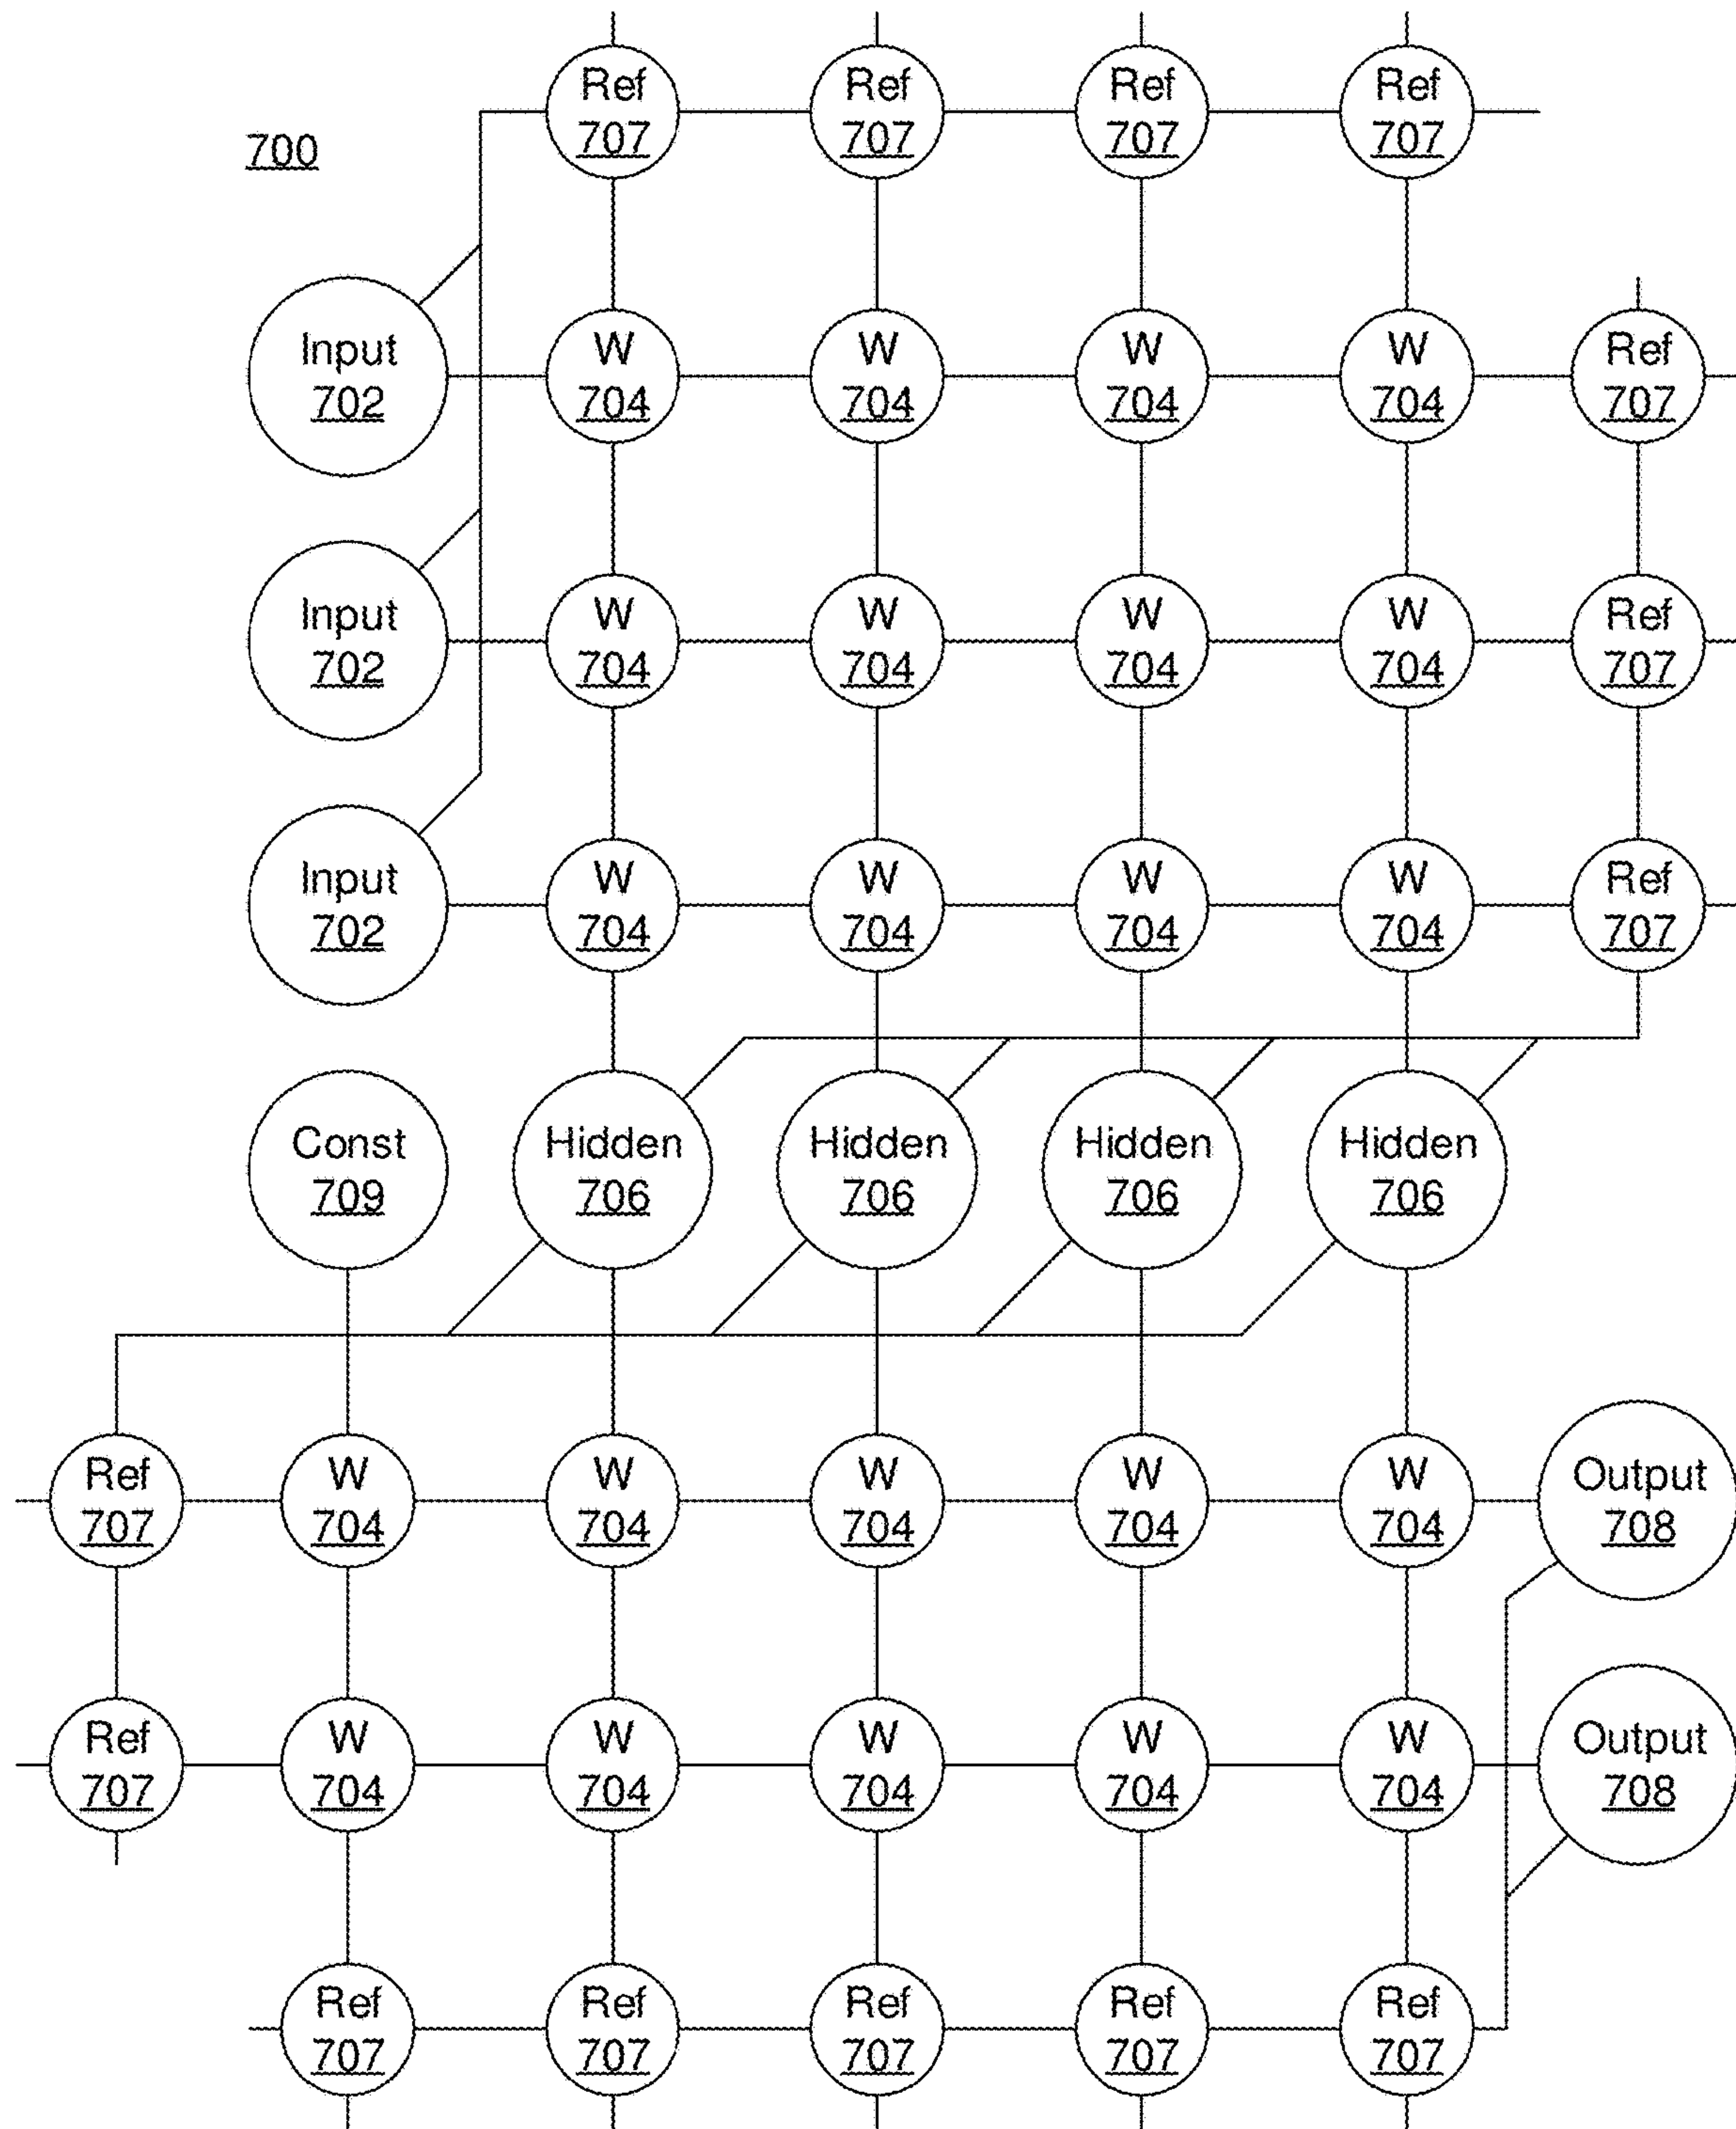 Ref Ref Ref Ref
707 707 707 707
700
Input W W W W Ref
702 704 704 704 704 707
Input W W W W Ref
702 704 704 704 704 707
Input W W W W Ref
702 704 704 704 704 707
Const Hidden Hidden Hidden Hidden
709 706 706 706 706
Ref W W W W W Output
707 704 704 704 704 704 708
Ref W W W W W Output
707 704 704 704 704 704 708
Ref Ref Ref Ref Ref
707 707 707 707 707